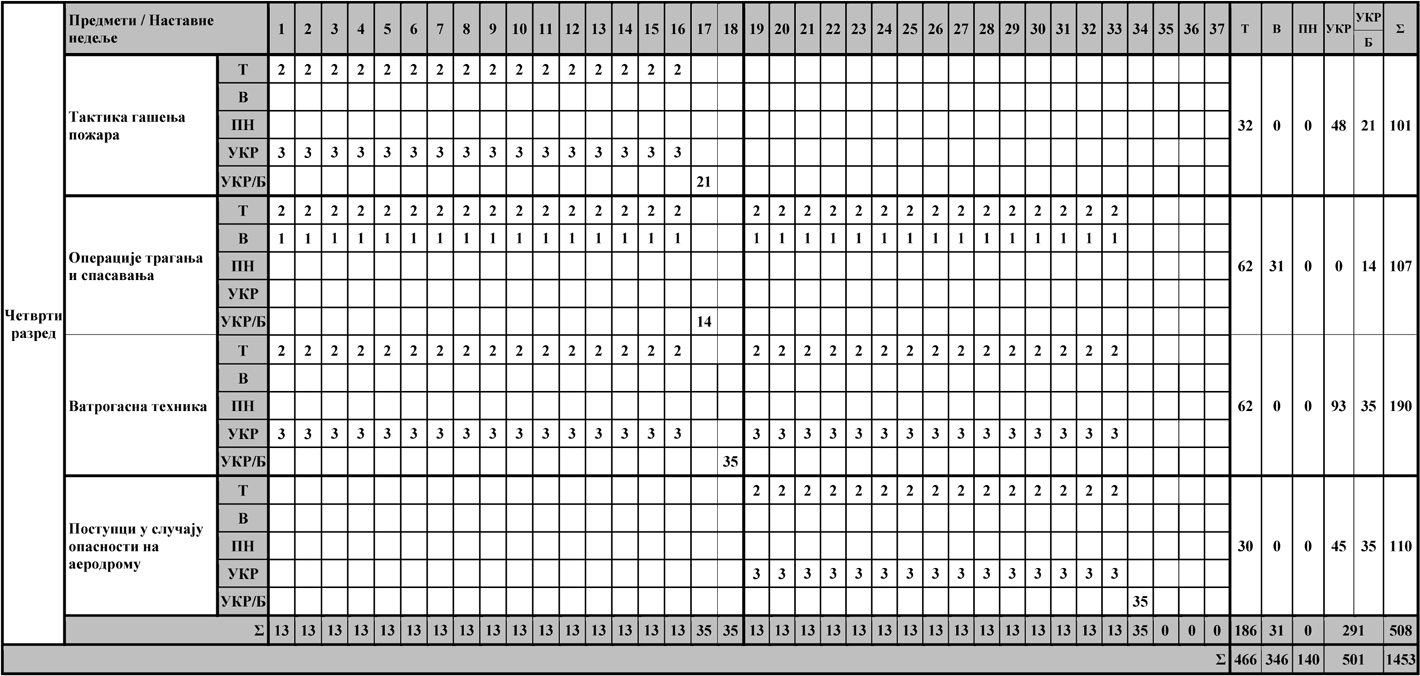 Предмети / Наставне недеље 1 2 3 4 5 6 7 8 9 10 11 12 13 14 15 16 17 18 19 20 21 22 23 24 25 26 27 28 29 30 31 32 33 34 35 36 37 Т В ПН УКР УКР Б Σ
Четврти разред
Тактика гашења пожара
Т 2 2 2 2 2 2 2 2 2 2 2 2 2 2 2 2
В
ПН
УКР 3 3 3 3 3 3 3 3 3 3 3 3 3 3 3 3
УКР/Б 21
32 0 0 48 21 101
Операције трагања и спасавања
Т 2 2 2 2 2 2 2 2 2 2 2 2 2 2 2 2 2 2 2 2 2 2 2 2 2 2 2 2 2 2 2
В 1 1 1 1 1 1 1 1 1 1 1 1 1 1 1 1 1 1 1 1 1 1 1 1 1 1 1 1 1 1 1
ПН
УКР
УКР/Б 14
62 31 0 0 14 107
Ватрогасна техника
Т 2 2 2 2 2 2 2 2 2 2 2 2 2 2 2 2 2 2 2 2 2 2 2 2 2 2 2 2 2 2 2
В
ПН
УКР 3 3 3 3 3 3 3 3 3 3 3 3 3 3 3 3 3 3 3 3 3 3 3 3 3 3 3 3 3 3 3
УКР/Б 35
62 0 0 93 35 190
Поступци у случају опасности на аеродрому
Т 2 2 2 2 2 2 2 2 2 2 2 2 2 2 2
В
ПН
УКР 3 3 3 3 3 3 3 3 3 3 3 3 3 3 3
УКР/Б 35
30 0 0 45 35 110
Σ 13 13 13 13 13 13 13 13 13 13 13 13 13 13 13 13 35 35 13 13 13 13 13 13 13 13 13 13 13 13 13 13 13 35 0 0 0 186 31 0 291 508
Σ 466 346 140 501 1453